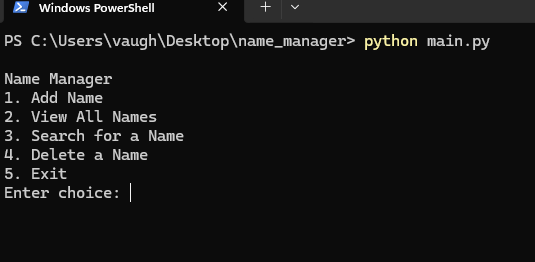 Windows PowerShell
PS C:\Users\vaugh\Desktop\name_manager> python main.py
Name Manager
1. Add Name
2. View All Names
3. Search for a Name
4. Delete a Name
5. Exit
Enter choice: